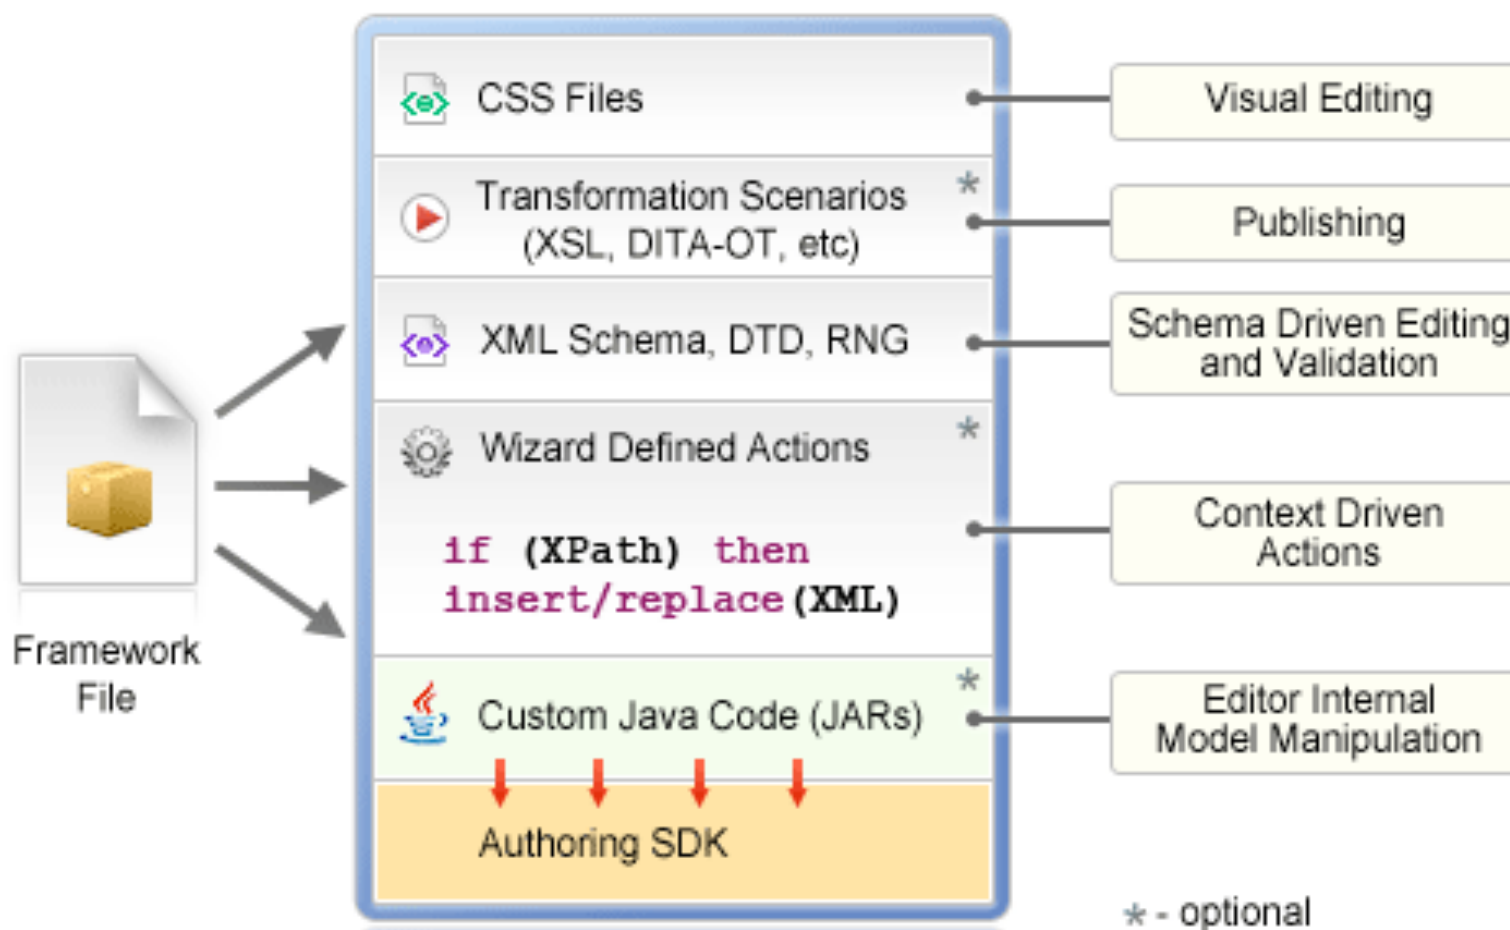 CSS Files
Visual Editing
*
Transformation Scenarios
(XSL, DITA-OT, etc)
Publishing
XML Schema, DTD, RNG
Schema Driven Editing
and Validation
*
Wizard Defined Actions
if (XPath) then
insert/replace(XML)
Context Driven
Actions
Framework
File
*
Custom Java Code (JARs)
Editor Internal
Model Manipulation
Authoring SDK
* - optional